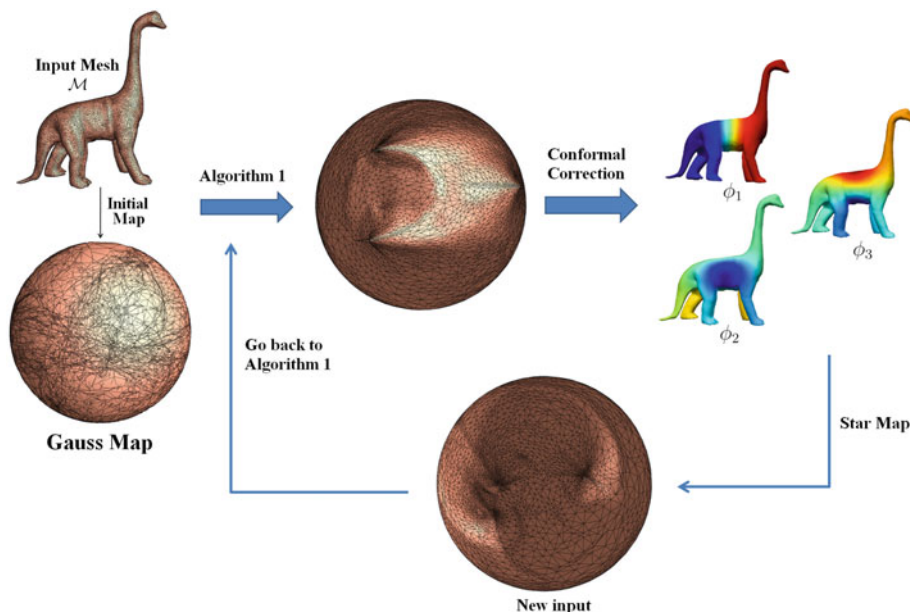 Input Mesh
ℳ
Initial
Map
Gauss Map
Algorithm 1
Conformal
Correction
ϕ₁
ϕ₃
ϕ₂
Star Map
Go back to
Algorithm 1
New input